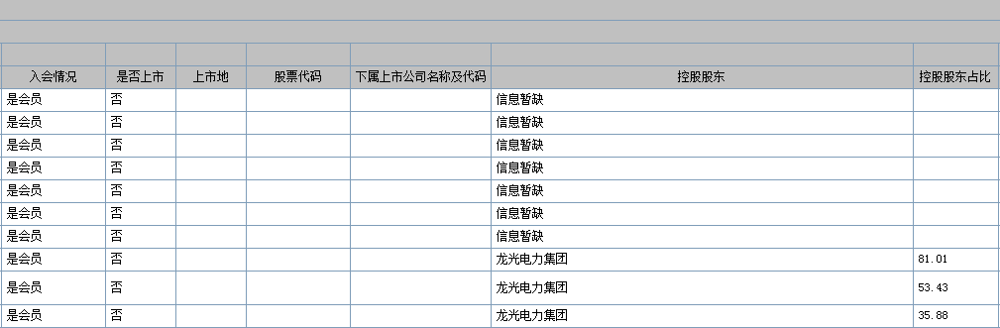 入会情况 是否上市 上市地 股票代码 下属上市公司名称及代码 控股股东 控股股东占比
是会员 否 信息暂缺
是会员 否 信息暂缺
是会员 否 信息暂缺
是会员 否 信息暂缺
是会员 否 信息暂缺
是会员 否 信息暂缺
是会员 否 信息暂缺
是会员 否 龙光电力集团 81.01
是会员 否 龙光电力集团 53.43
是会员 否 龙光电力集团 35.88